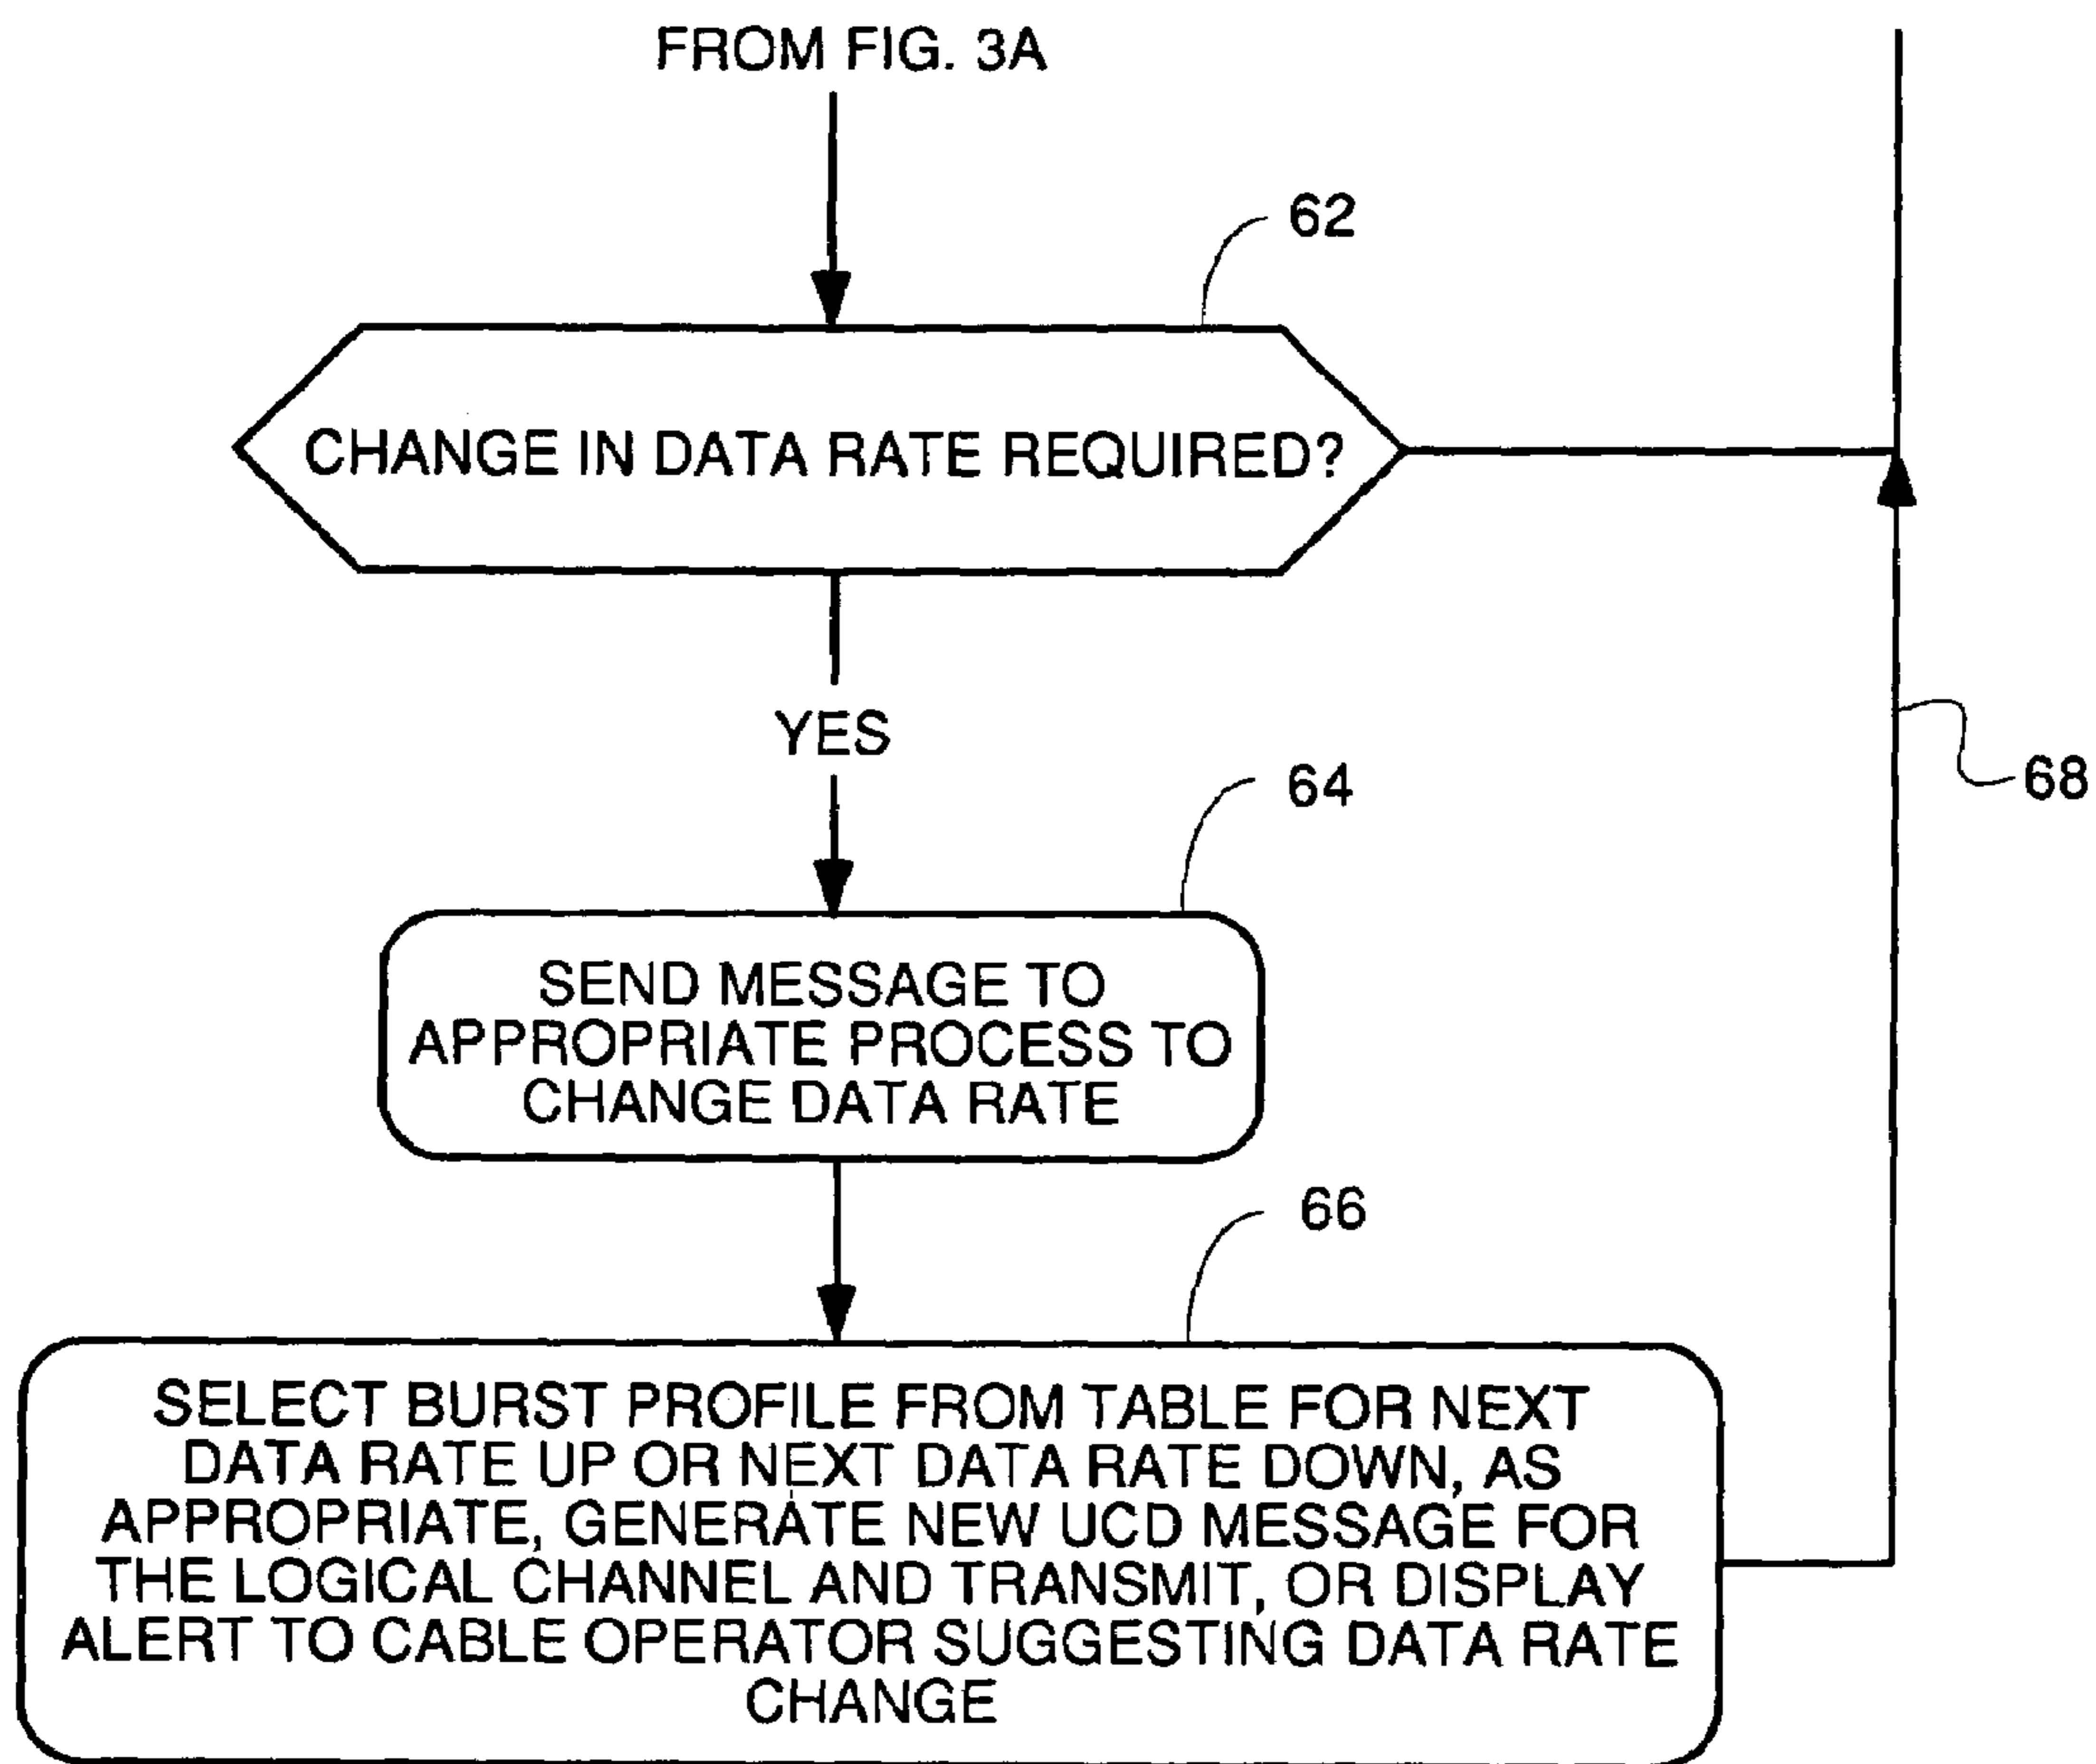 FROM FIG. 3A
62
CHANGE IN DATA RATE REQUIRED?
YES
64
68
SEND MESSAGE TO
APPROPRIATE PROCESS TO
CHANGE DATA RATE
66
SELECT BURST PROFILE FROM TABLE FOR NEXT
DATA RATE UP OR NEXT DATA RATE DOWN, AS
APPROPRIATE, GENERATE NEW UCD MESSAGE FOR
THE LOGICAL CHANNEL AND TRANSMIT, OR DISPLAY
ALERT TO CABLE OPERATOR SUGGESTING DATA RATE
CHANGE